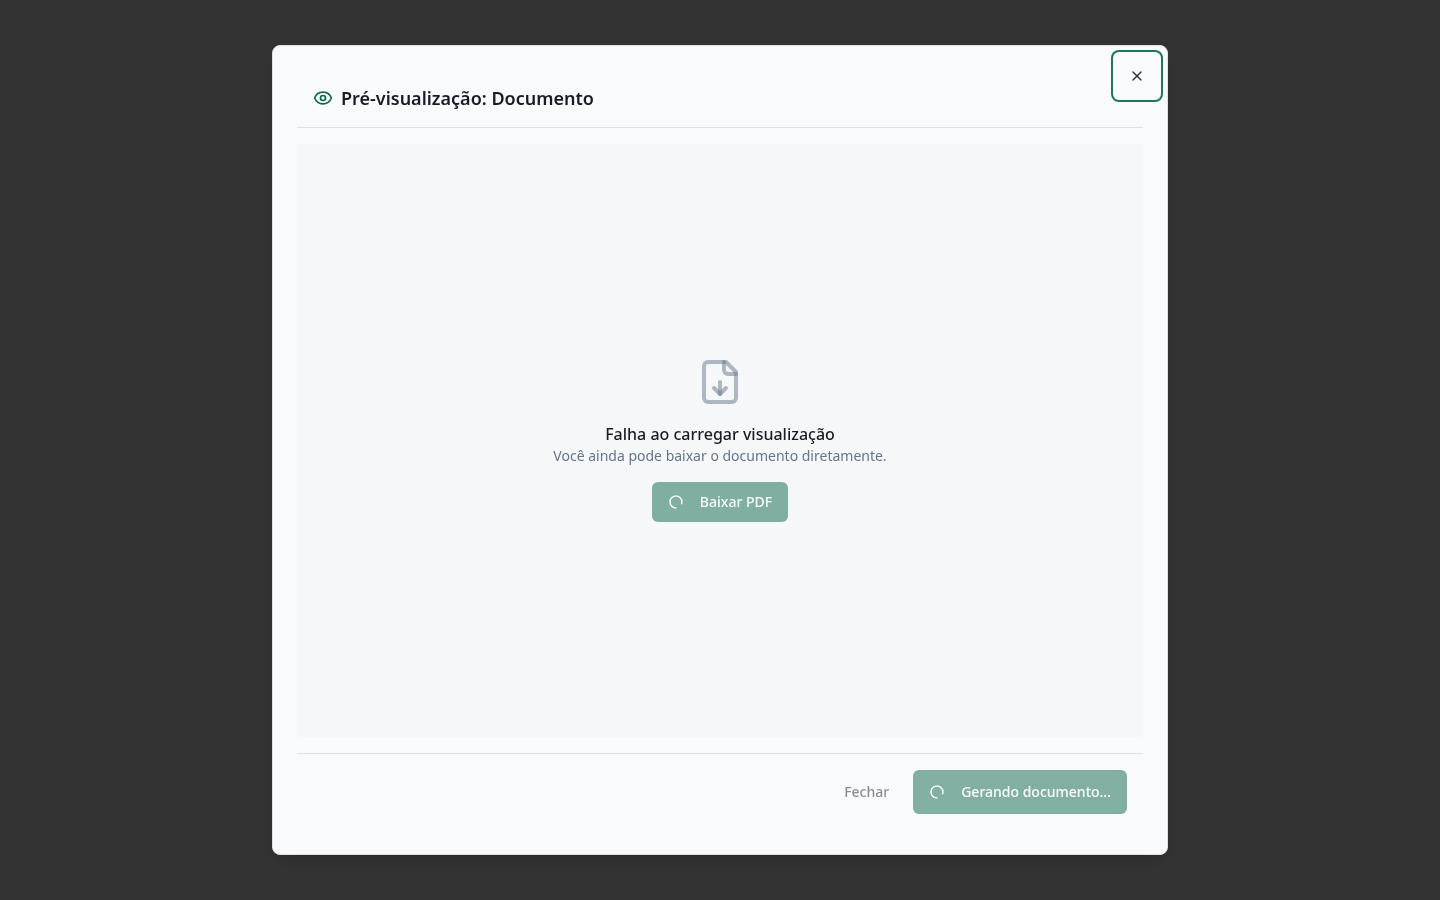 Pré-visualização: Documento
Falha ao carregar visualização
Você ainda pode baixar o documento diretamente.
Baixar PDF
Fechar
Gerando documento...